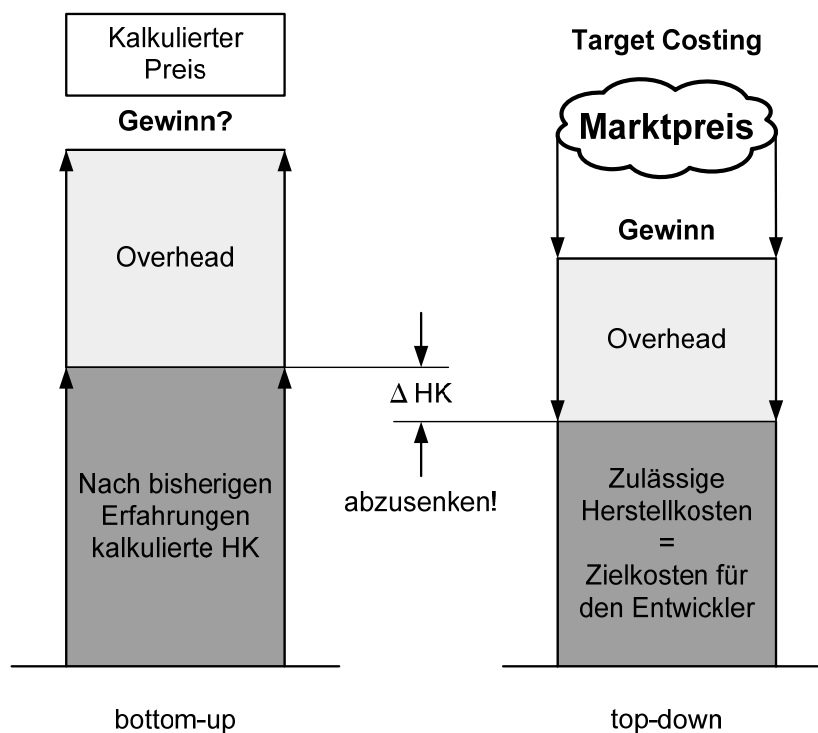 Kalkulierter
Preis
Gewinn?
Overhead
Nach bisherigen
Erfahrungen
kalkulierte HK
bottom-up
Δ HK
abzusenken!
Target Costing
Marktpreis
Gewinn
Overhead
Zulässige
Herstellkosten
=
Zielkosten für
den Entwickler
top-down